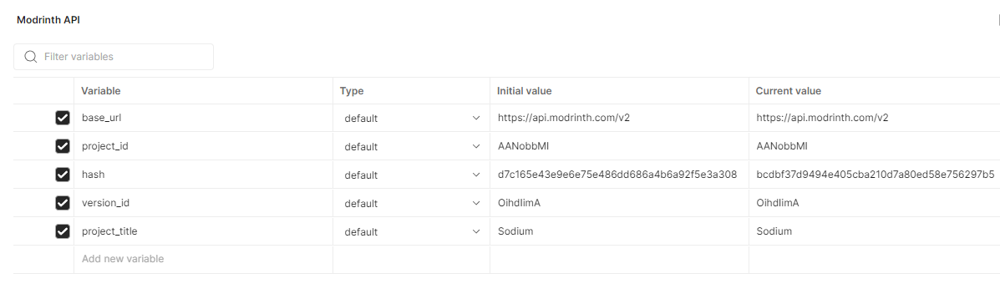 Modrinth API
Filter variables
Variable Type Initial value Current value
base_url default https://api.modrinth.com/v2 https://api.modrinth.com/v2
project_id default AANobbMI AANobbMI
hash default d7c165e43e9e6e75e486dd686a4b6a92f5e3a308 bcdbf37d9494e405cba210d7a80ed58e756297b5
version_id default OihdIimA OihdIimA
project_title default Sodium Sodium
Add new variable